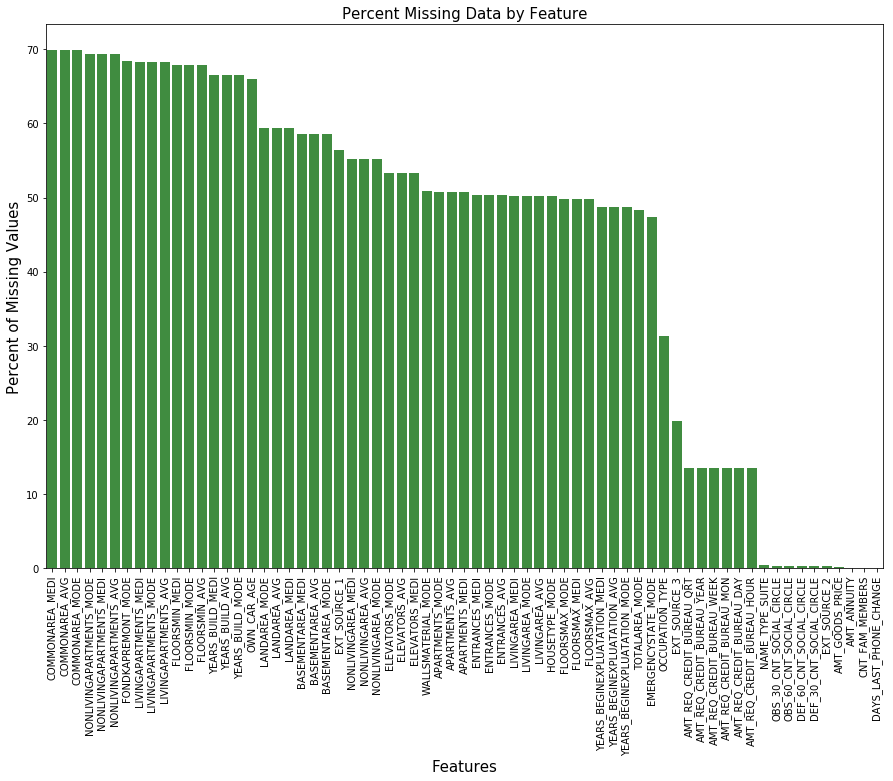 Percent Missing Data by Feature
Percent of Missing Values
70
60
50
40
30
20
10
0
COMMONAREA_MEDI
COMMONAREA_AVG
COMMONAREA_MODE
NONLIVINGAPARTMENTS_MODE
NONLIVINGAPARTMENTS_MEDI
NONLIVINGAPARTMENTS_AVG
FONDKAPREMONT_MODE
LIVINGAPARTMENTS_MEDI
LIVINGAPARTMENTS_MODE
LIVINGAPARTMENTS_AVG
FLOORSMIN_MEDI
FLOORSMIN_MODE
FLOORSMIN_AVG
YEARS_BUILD_MEDI
YEARS_BUILD_AVG
YEARS_BUILD_MODE
OWN_CAR_AGE
LANDAREA_MODE
LANDAREA_AVG
LANDAREA_MEDI
BASEMENTAREA_MEDI
BASEMENTAREA_AVG
BASEMENTAREA_MODE
EXT_SOURCE_1
NONLIVINGAREA_MEDI
NONLIVINGAREA_AVG
NONLIVINGAREA_MODE
ELEVATORS_MODE
ELEVATORS_AVG
ELEVATORS_MEDI
WALLSMATERIAL_MODE
APARTMENTS_MODE
APARTMENTS_AVG
APARTMENTS_MEDI
ENTRANCES_MEDI
ENTRANCES_MODE
ENTRANCES_AVG
LIVINGAREA_MEDI
LIVINGAREA_MODE
LIVINGAREA_AVG
HOUSETYPE_MODE
FLOORSMAX_MODE
FLOORSMAX_MEDI
FLOORSMAX_AVG
YEARS_BEGINEXPLUATATION_MEDI
YEARS_BEGINEXPLUATATION_AVG
YEARS_BEGINEXPLUATATION_MODE
TOTALAREA_MODE
EMERGENCYSTATE_MODE
OCCUPATION_TYPE
EXT_SOURCE_3
AMT_REQ_CREDIT_BUREAU_QRT
AMT_REQ_CREDIT_BUREAU_YEAR
AMT_REQ_CREDIT_BUREAU_WEEK
AMT_REQ_CREDIT_BUREAU_MON
AMT_REQ_CREDIT_BUREAU_DAY
AMT_REQ_CREDIT_BUREAU_HOUR
NAME_TYPE_SUITE
OBS_30_CNT_SOCIAL_CIRCLE
OBS_60_CNT_SOCIAL_CIRCLE
DEF_60_CNT_SOCIAL_CIRCLE
DEF_30_CNT_SOCIAL_CIRCLE
EXT_SOURCE_2
AMT_GOODS_PRICE
AMT_ANNUITY
CNT_FAM_MEMBERS
DAYS_LAST_PHONE_CHANGE
Features